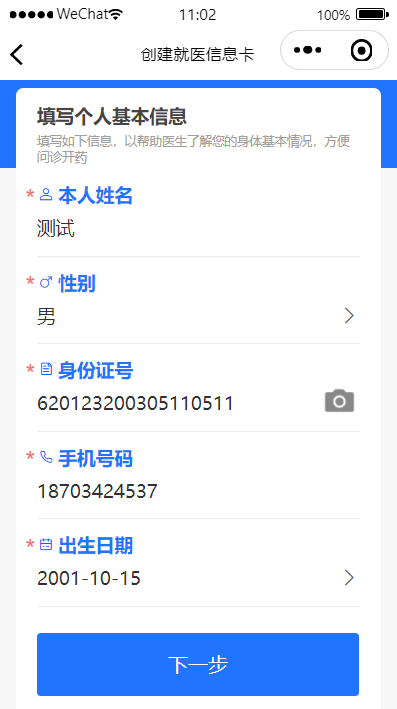 WeChat 11:02 100%
创建就医信息卡
填写个人基本信息
填写如下信息，以帮助医生了解您的身体基本情况，方便
问诊开药
* 本人姓名
测试
* 性别
男
* 身份证号
620123200305110511
* 手机号码
18703424537
* 出生日期
2001-10-15
下一步